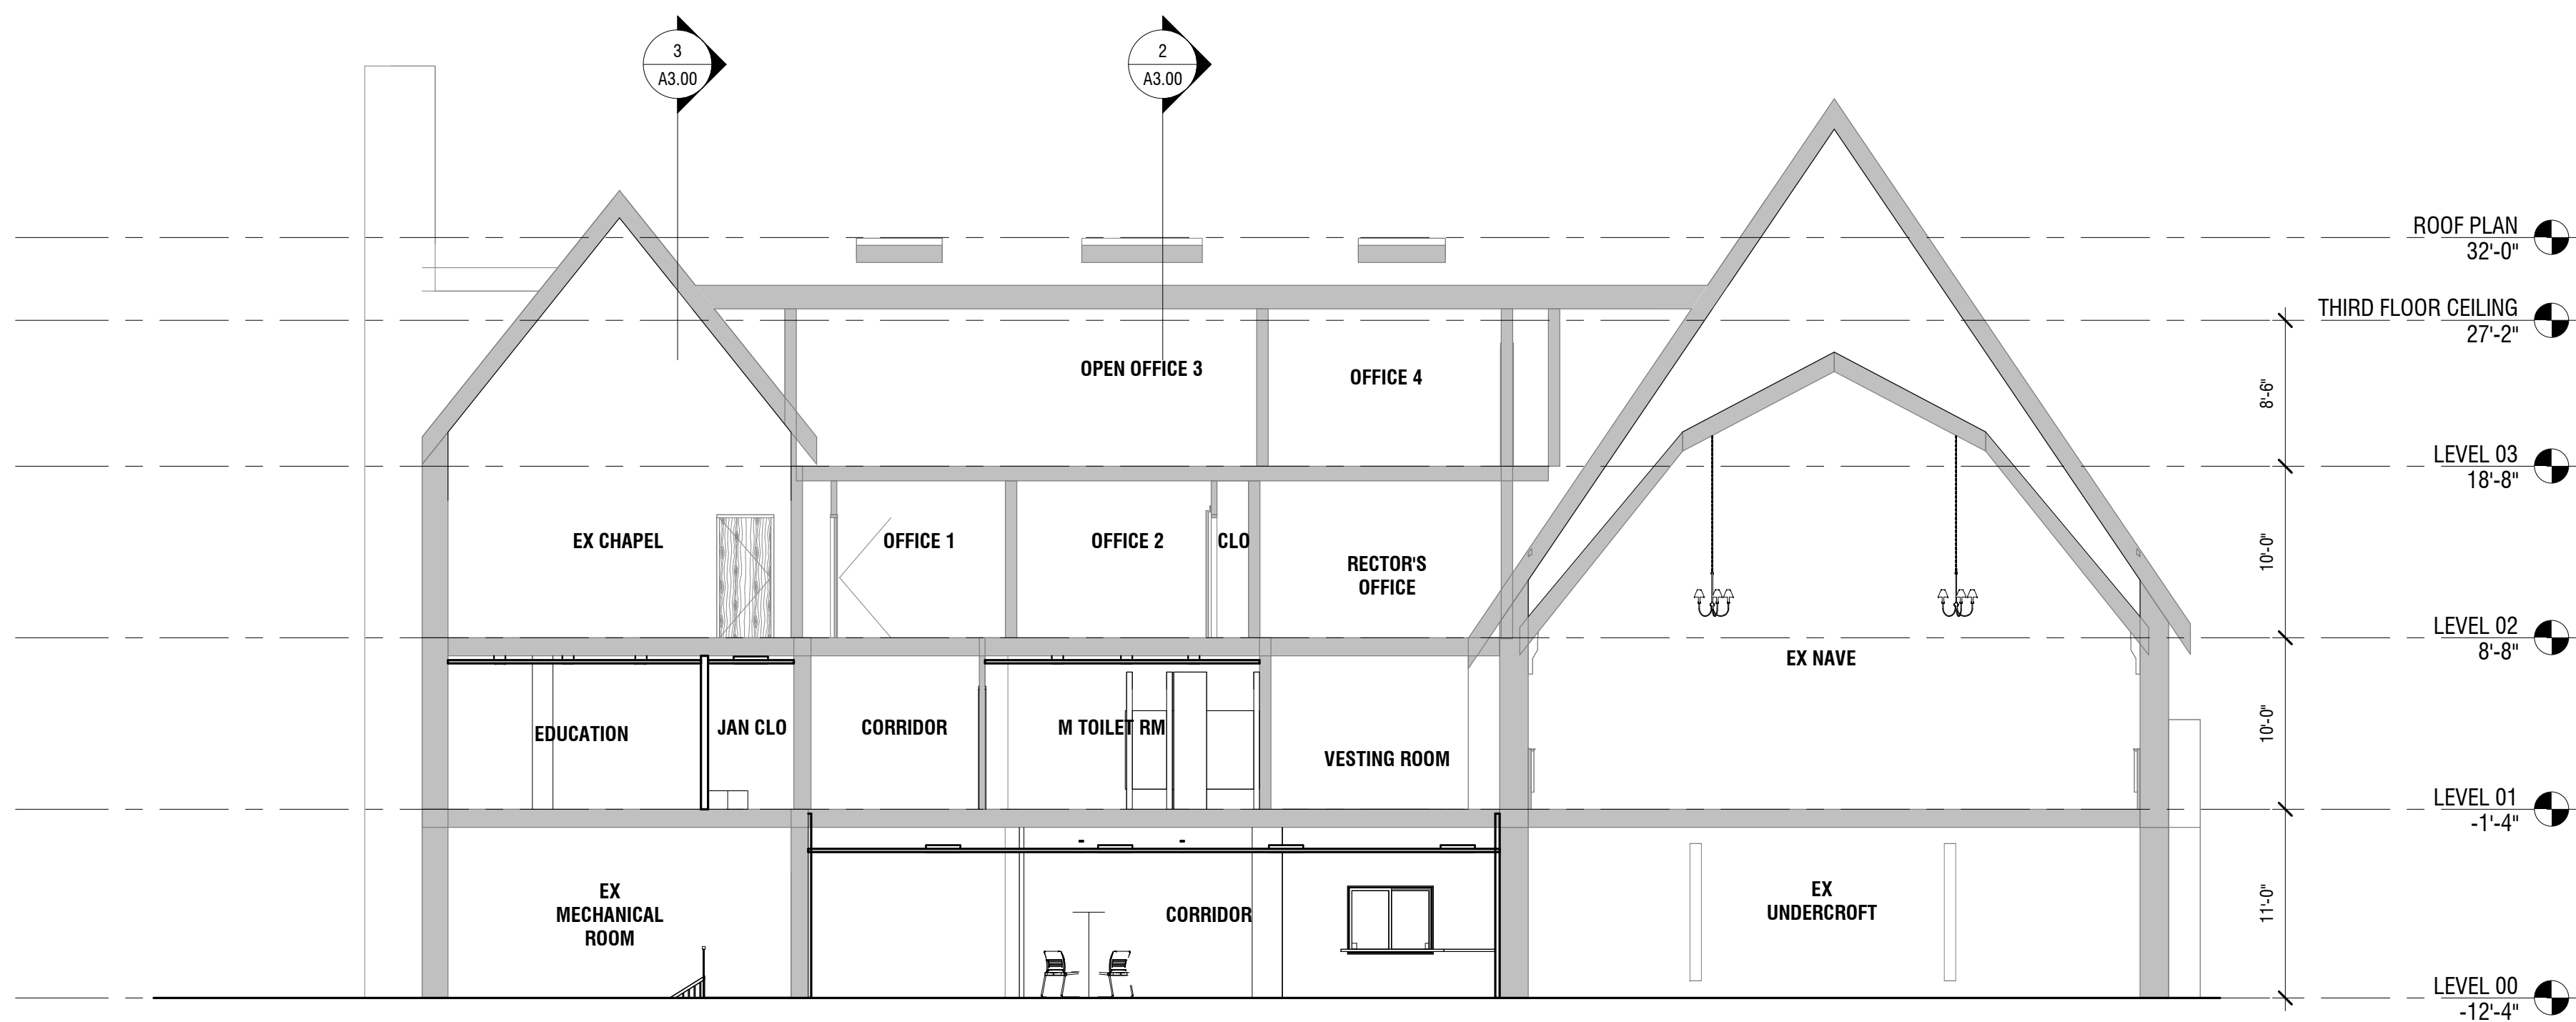 3
A3.00
2
A3.00
ROOF PLAN
32'-0"
THIRD FLOOR CEILING
27'-2"
OPEN OFFICE 3
OFFICE 4
8'-6"
LEVEL 03
18'-8"
EX CHAPEL
OFFICE 1
OFFICE 2
CLO
RECTOR'S
OFFICE
10'-0"
LEVEL 02
8'-8"
EX NAVE
EDUCATION
JAN CLO
CORRIDOR
M TOILET RM
VESTING ROOM
10'-0"
LEVEL 01
-1'-4"
EX
MECHANICAL
ROOM
CORRIDOR
EX
UNDERCROFT
11'-0"
LEVEL 00
-12'-4"